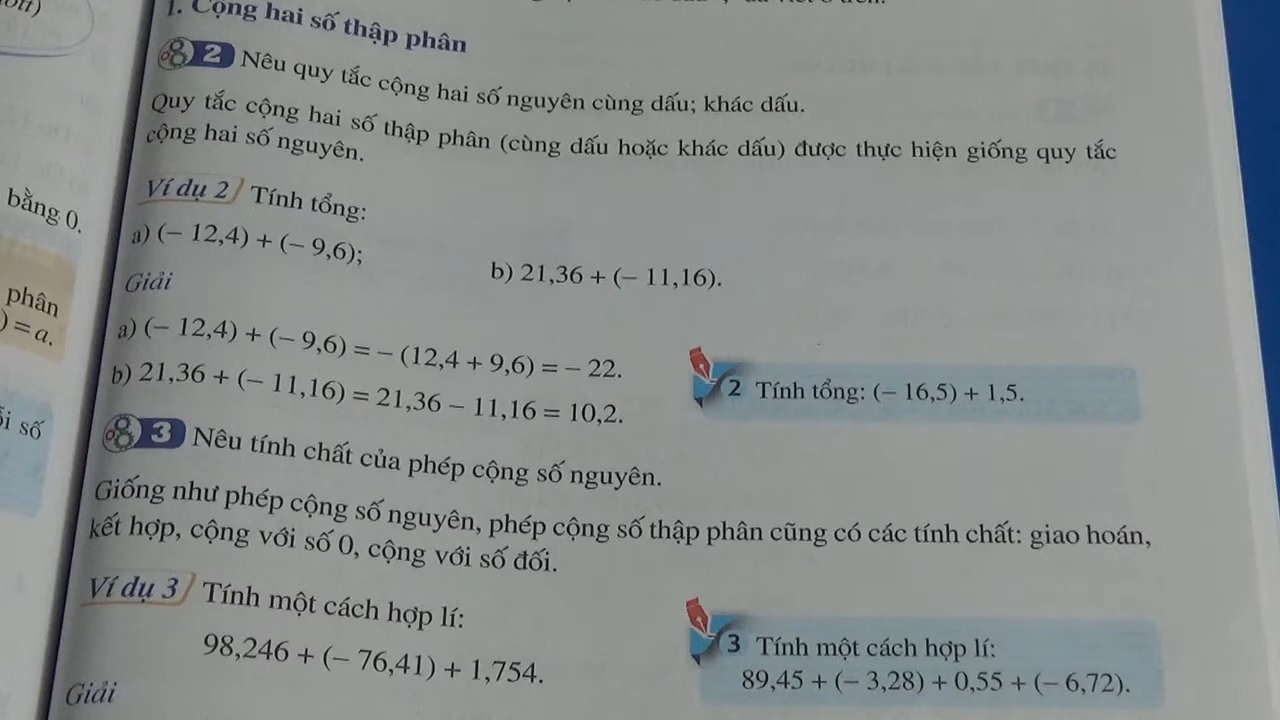 1. Cộng hai số thập phân
2 Nêu quy tắc cộng hai số nguyên cùng dấu; khác dấu.
Quy tắc cộng hai số thập phân (cùng dấu hoặc khác dấu) được thực hiện giống quy tắc
cộng hai số nguyên.
bằng 0.
Ví dụ 2 Tính tổng:
a) (– 12,4) + (– 9,6);
b) 21,36 + (– 11,16).
Giải
phân
) = a.
a) (– 12,4) + (– 9,6) = – (12,4 + 9,6) = – 22.
b) 21,36 + (– 11,16) = 21,36 – 11,16 = 10,2.
2 Tính tổng: (– 16,5) + 1,5.
số
3 Nêu tính chất của phép cộng số nguyên.
Giống như phép cộng số nguyên, phép cộng số thập phân cũng có các tính chất: giao hoán,
kết hợp, cộng với số 0, cộng với số đối.
Ví dụ 3 Tính một cách hợp lí:
98,246 + (– 76,41) + 1,754.
Giải
3 Tính một cách hợp lí:
89,45 + (– 3,28) + 0,55 + (– 6,72).